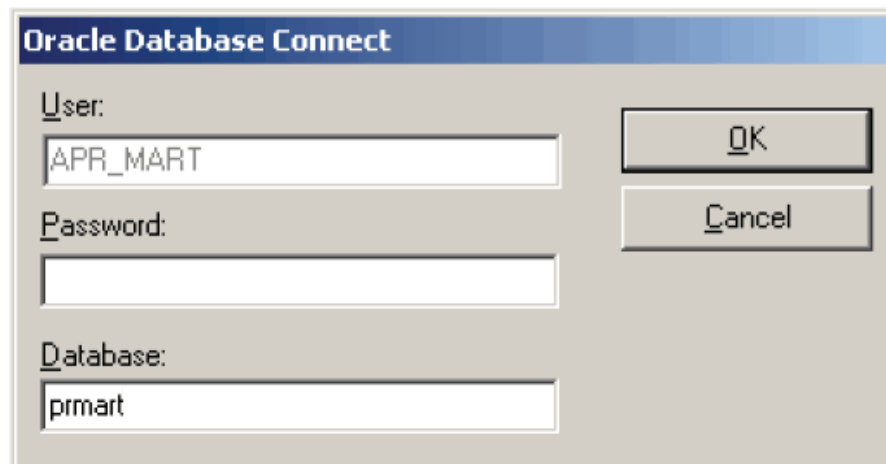 Oracle Database Connect
User:
APR_MART
OK
Cancel
Password:
Database:
prmart